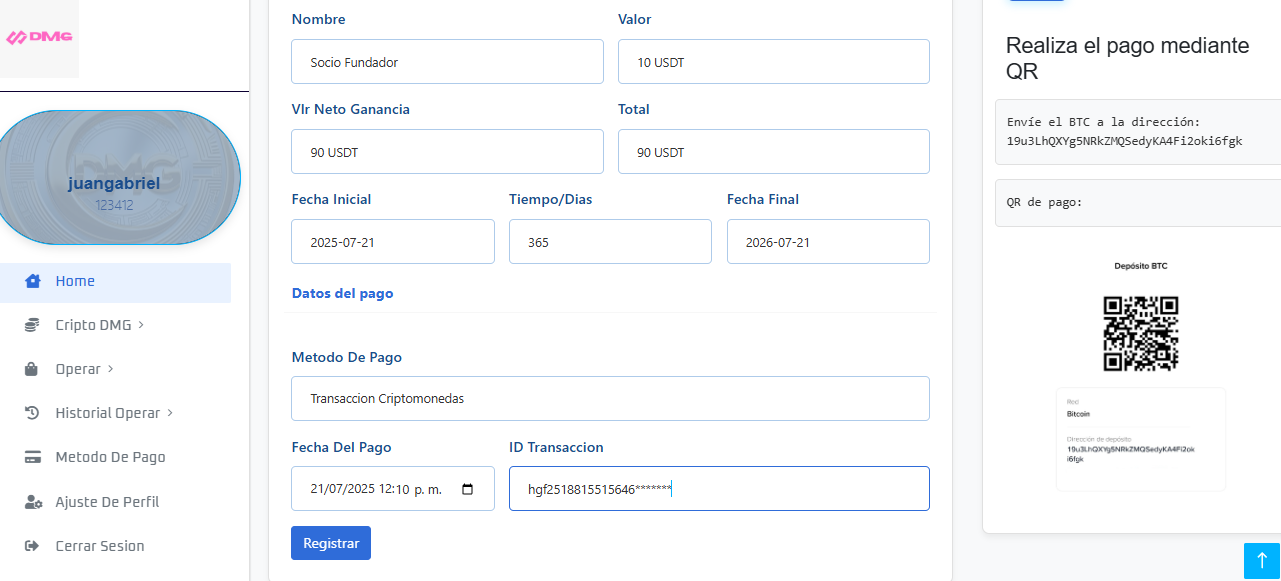 DMG
juangabriel
123412
Home
Cripto DMG
Operar
Historial Operar
Metodo De Pago
Ajuste De Perfil
Cerrar Sesion
Nombre
Valor
Socio Fundador
10 USDT
Vlr Neto Ganancia
Total
90 USDT
90 USDT
Fecha Inicial
Tiempo/Dias
Fecha Final
2025-07-21
365
2026-07-21
Datos del pago
Metodo De Pago
Transaccion Criptomonedas
Fecha Del Pago
ID Transaccion
21/07/2025 12:10 p. m.
hgf2518815515646*******
Registrar
Realiza el pago mediante
QR
Envíe el BTC a la dirección:
19u3LhQXYg5NRkZMQSedyKA4Fi2oki6fgk
QR de pago:
Depósito BTC
Red
Bitcoin
Dirección de depósito
19u3LhQXYg5NRkZMQSedyKA4Fi2ok
i6fgk